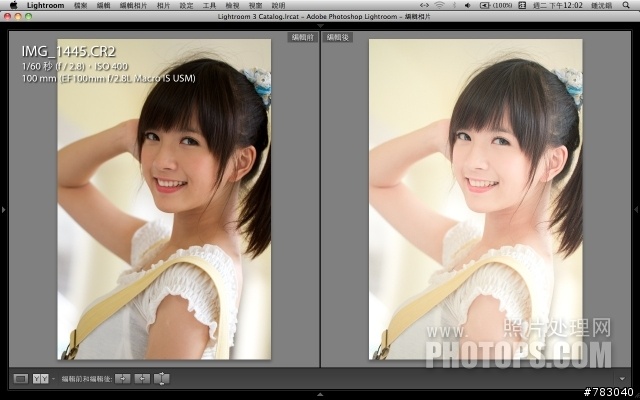 Lightroom 檔案 編輯 編輯相片 相片 設定 工具 檢視 視窗 說明 (100%) 週二 下午12:02 鍾沈錩
Lightroom 3 Catalog.lrcat – Adobe Photoshop Lightroom – 編輯相片
編輯前 編輯後
IMG_1445.CR2
1/60 秒 (f / 2.8)，ISO 400
100 mm (EF100mm f/2.8L Macro IS USM)
www. 照片处理网
PHOTOPS.COM
YY 編輯前和編輯後:
#783040